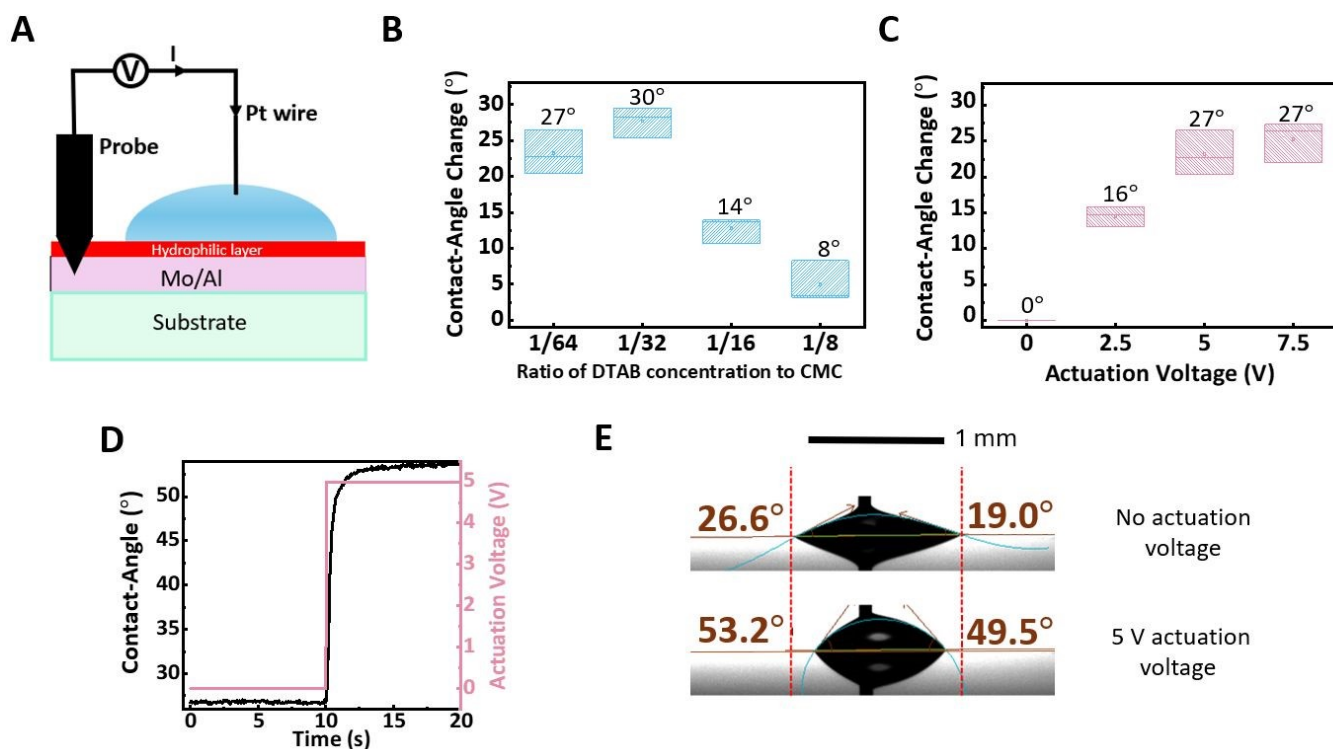 A
V
I
Pt wire
Probe
Hydrophilic layer
Mo/Al
Substrate
B
Contact-Angle Change (°)
30
25
20
15
10
5
0
27°
30°
14°
8°
1/64 1/32 1/16 1/8
Ratio of DTAB concentration to CMC
C
Contact-Angle Change (°)
30
25
20
15
10
5
0
0°
16°
27°
27°
0 2.5 5 7.5
Actuation Voltage (V)
D
Contact-Angle (°)
50
45
40
35
30
0 5 10 15 20
Time (s)
5
4
3
2
1
0
Actuation Voltage (V)
E
1 mm
26.6° 19.0°
No actuation
voltage
53.2° 49.5°
5 V actuation
voltage